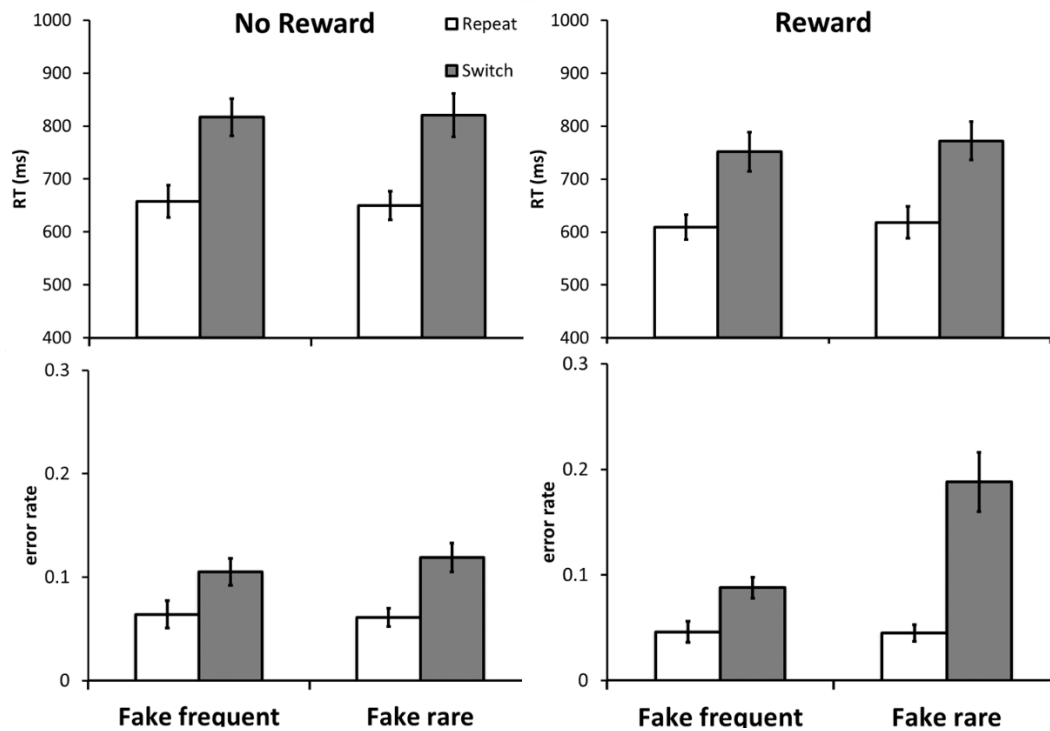 No Reward
Repeat
Switch
1000
900
800
700
600
500
400
RT (ms)
Reward
1000
900
800
700
600
500
400
RT (ms)
0.3
0.2
0.1
0
error rate
Fake frequent Fake rare
0.3
0.2
0.1
0
error rate
Fake frequent Fake rare